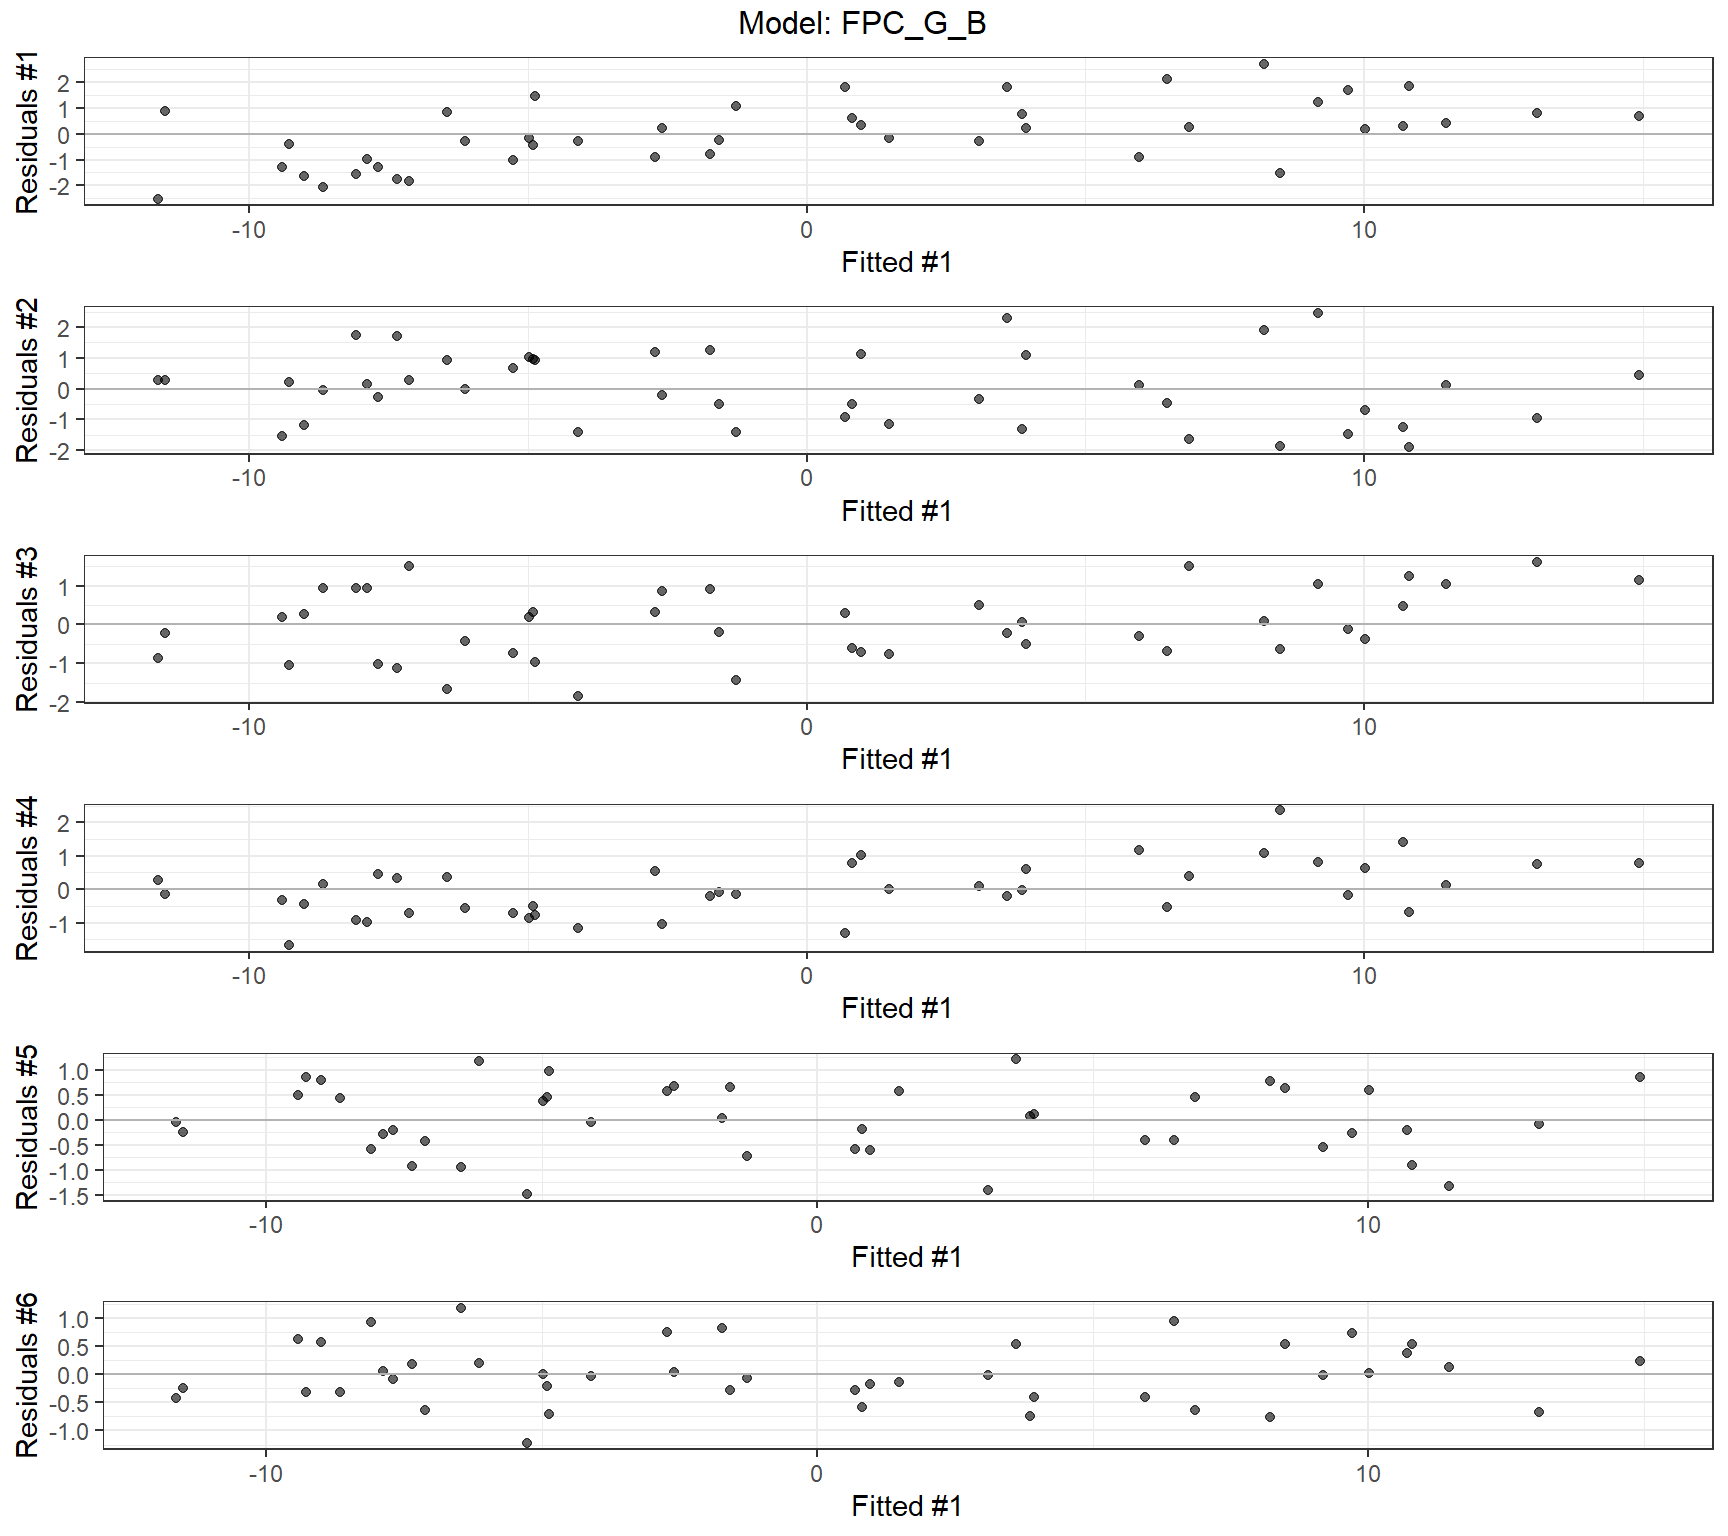 Model: FPC_G_B
Residuals #1
2
1
0
-1
-2
-10 0 10
Fitted #1
Residuals #2
2
1
0
-1
-2
-10 0 10
Fitted #1
Residuals #3
1
0
-1
-2
-10 0 10
Fitted #1
Residuals #4
2
1
0
-1
-10 0 10
Fitted #1
Residuals #5
1.0
0.5
0.0
-0.5
-1.0
-1.5
-10 0 10
Fitted #1
Residuals #6
1.0
0.5
0.0
-0.5
-1.0
-10 0 10
Fitted #1